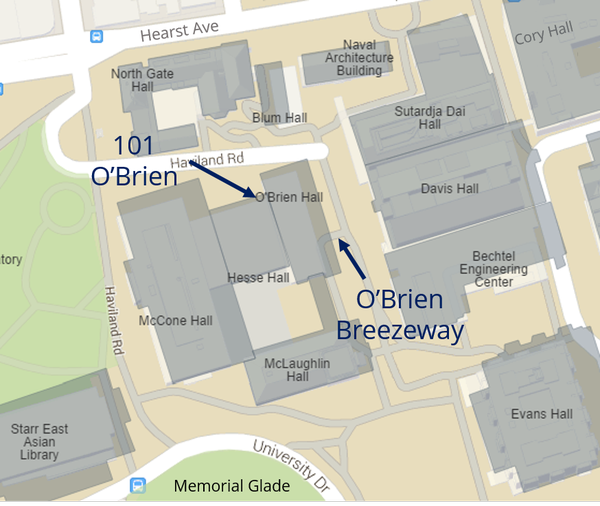 Hearst Ave
Cory Hall
Naval
Architecture
Building
North Gate
Hall
Blum Hall
Sutardja Dai
Hall
101
O'Brien
Haviland Rd
O'Brien Hall
Davis Hall
tory
Hesse Hall
Bechtel
Engineering
Center
O'Brien
Breezeway
Haviland Rd
McCone Hall
McLaughlin
Hall
Evans Hall
Starr East
Asian
Library
University Dr
Memorial Glade